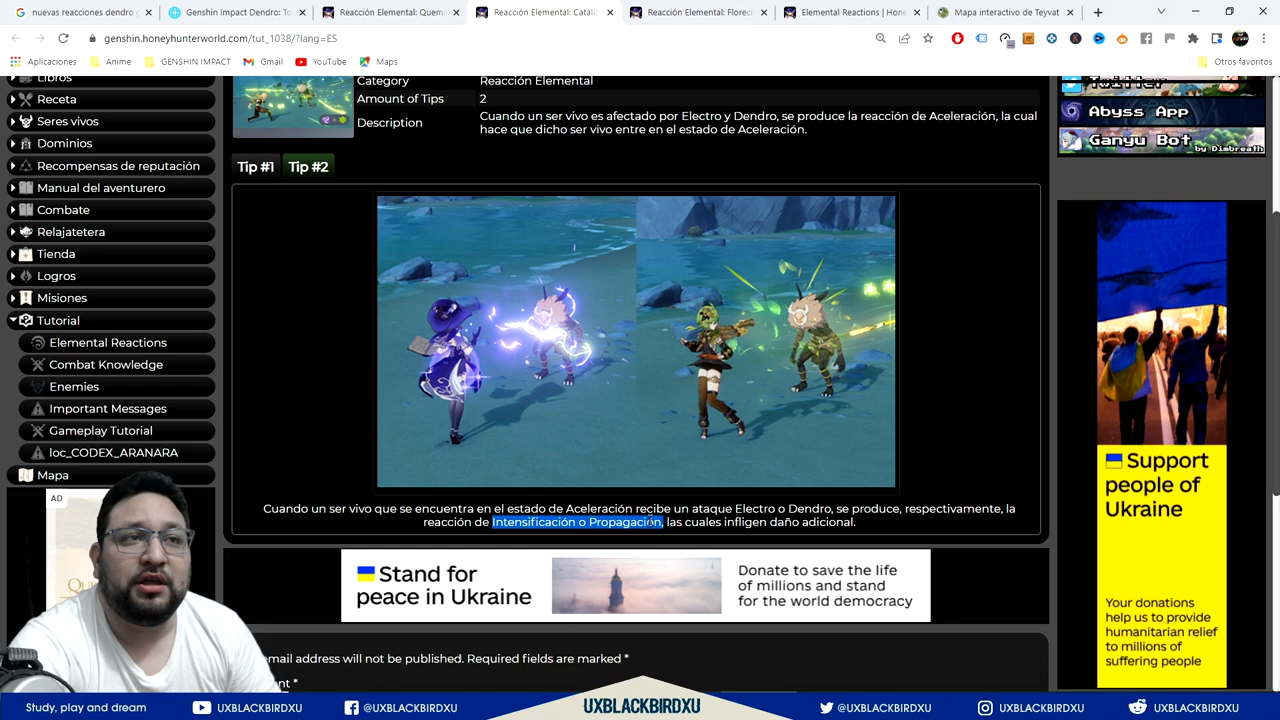 nuevas reacciones dendro g
Genshin Impact Dendro: To
Reacción Elemental: Quema
Reacción Elemental: Catali
Reacción Elemental: Floreci
Elemental Reactions | Hone
Mapa interactivo de Teyvat
genshin.honeyhunterworld.com/tut_1038/?lang=ES
Aplicaciones
Anime
GENSHIN IMPACT
Gmail
YouTube
Maps
Otros favoritos
Libros
Receta
Seres vivos
Dominios
Recompensas de reputación
Manual del aventurero
Combate
Relajatetera
Tienda
Logros
Misiones
Tutorial
Elemental Reactions
Combat Knowledge
Enemies
Important Messages
Gameplay Tutorial
loc_CODEX_ARANARA
Mapa
AD
Category Reacción Elemental
Amount of Tips 2
Description Cuando un ser vivo es afectado por Electro y Dendro, se produce la reacción de Aceleración, la cual
hace que dicho ser vivo entre en el estado de Aceleración.
Tip #1 Tip #2
Cuando un ser vivo que se encuentra en el estado de Aceleración recibe un ataque Electro o Dendro, se produce, respectivamente, la
reacción de Intensificación o Propagación, las cuales infligen daño adicional.
Stand for
peace in Ukraine
Donate to save the life
of millions and stand
for the world democracy
email address will not be published. Required fields are marked *
nt *
Twitter
Abyss App
Ganyu Bot
by Dimbreath
Support
people of
Ukraine
Your donations
help us to provide
humanitarian relief
to millions of
suffering people
Study, play and dream
UXBLACKBIRDXU
@UXBLACKBIRDXU
UXBLACKBIRDXU
@UXBLACKBIRDXU
UXBLACKBIRDXU
UXBLACKBIRDXU